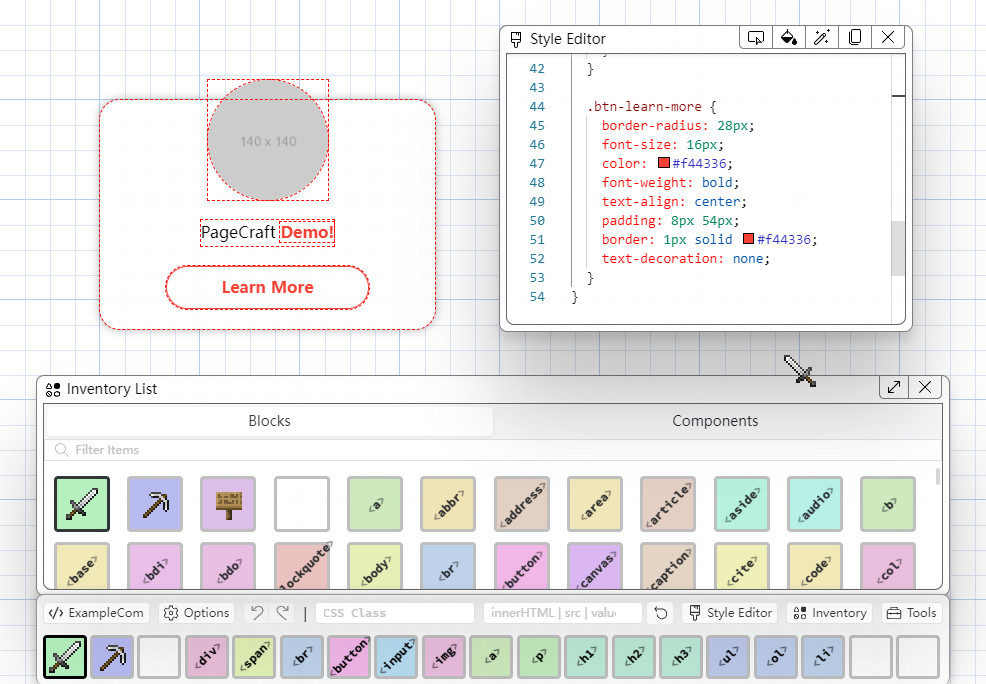 Style Editor
42 }
43
44 .btn-learn-more {
45 border-radius: 28px;
46 font-size: 16px;
47 color: #f44336;
48 font-weight: bold;
49 text-align: center;
50 padding: 8px 54px;
51 border: 1px solid #f44336;
52 text-decoration: none;
53 }
54 }
140 x 140
PageCraft Demo!
Learn More
Inventory List
Blocks Components
Filter Items
<a> <abbr> <address> <area> <article> <aside> <audio> <b>
<base> <bdi> <bdo> lockquote> <body> <br> <button> <canvas> <caption> <cite> <code> <col>
</> ExampleCom Options | CSS Class innerHTML | src | value Style Editor Inventory Tools
<div> <span> <br> <button> <input> <img> <a> <p> <h1> <h2> <h3> <ul> <ol> <li>